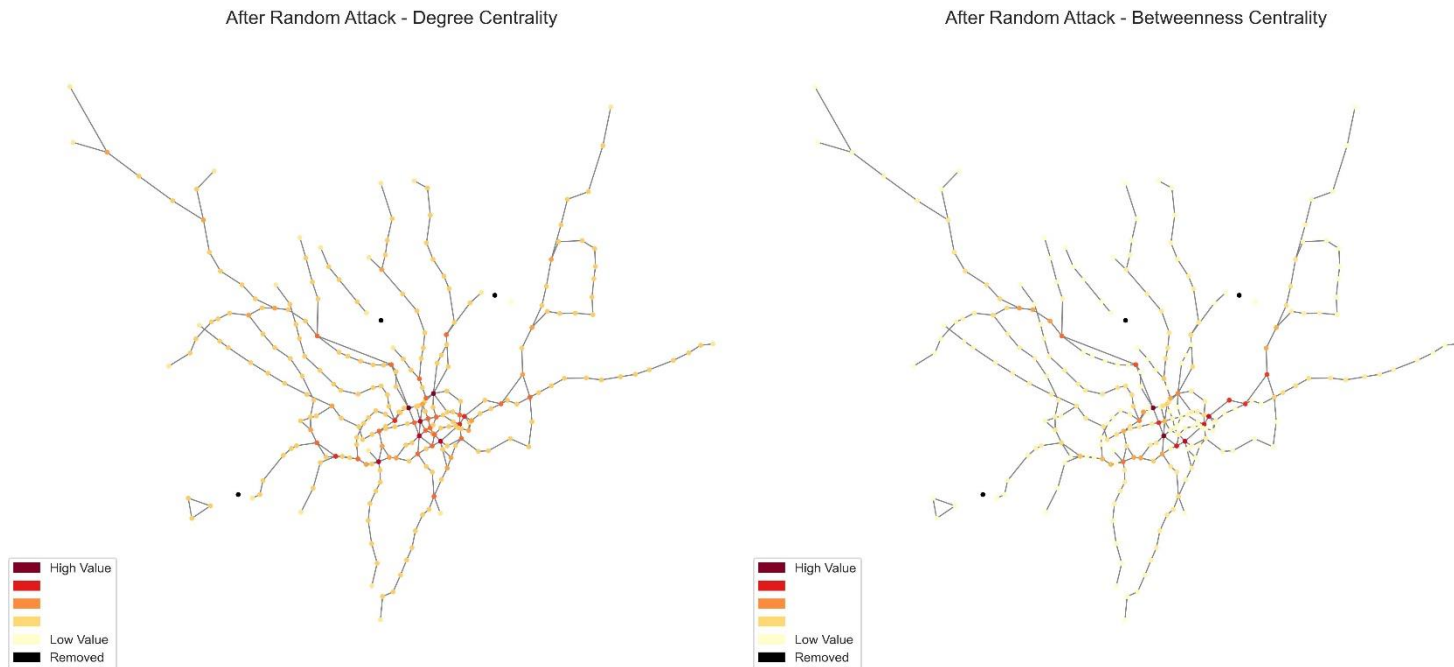 After Random Attack - Degree Centrality
After Random Attack - Betweenness Centrality
High Value
Low Value
Removed
High Value
Low Value
Removed